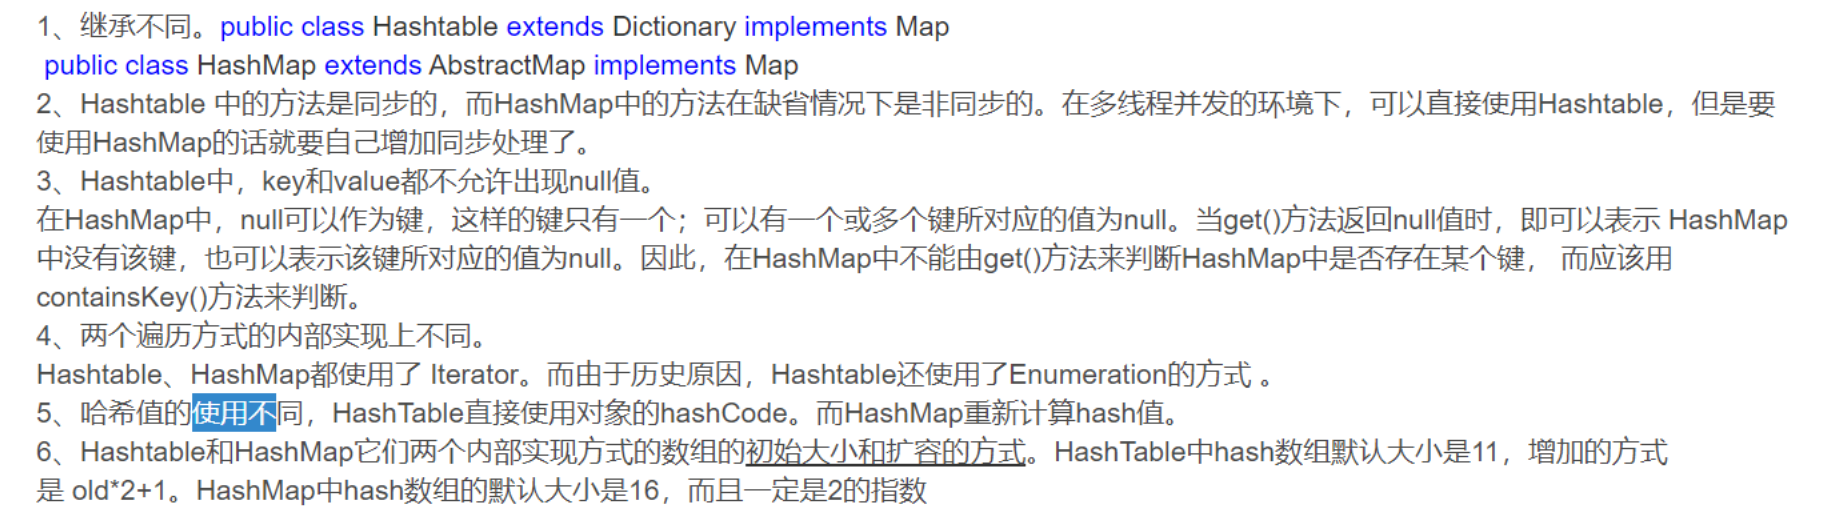 1、继承不同。public class Hashtable extends Dictionary implements Map
public class HashMap extends AbstractMap implements Map
2、Hashtable 中的方法是同步的，而HashMap中的方法在缺省情况下是非同步的。在多线程并发的环境下，可以直接使用Hashtable，但是要
使用HashMap的话就要自己增加同步处理了。
3、Hashtable中，key和value都不允许出现null值。
在HashMap中，null可以作为键，这样的键只有一个；可以有一个或多个键所对应的值为null。当get()方法返回null值时，即可以表示 HashMap
中没有该键，也可以表示该键所对应的值为null。因此，在HashMap中不能由get()方法来判断HashMap中是否存在某个键， 而应该用
containsKey()方法来判断。
4、两个遍历方式的内部实现上不同。
Hashtable、HashMap都使用了 Iterator。而由于历史原因，Hashtable还使用了Enumeration的方式 。
5、哈希值的使用不同，HashTable直接使用对象的hashCode。而HashMap重新计算hash值。
6、Hashtable和HashMap它们两个内部实现方式的数组的初始大小和扩容的方式。HashTable中hash数组默认大小是11，增加的方式
是 old*2+1。HashMap中hash数组的默认大小是16，而且一定是2的指数